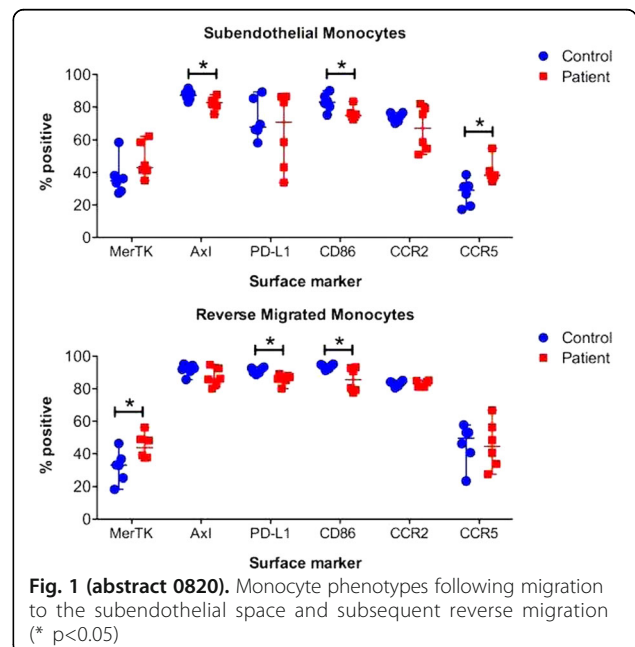 Subendothelial Monocytes
Control
Patient
% positive
100
80
60
40
20
0
* * *
MerTK Axl PD-L1 CD86 CCR2 CCR5
Surface marker
Reverse Migrated Monocytes
Control
Patient
% positive
100
80
60
40
20
0
* * *
MerTK Axl PD-L1 CD86 CCR2 CCR5
Surface marker
Fig. 1 (abstract 0820). Monocyte phenotypes following migration
to the subendothelial space and subsequent reverse migration
(* p<0.05)